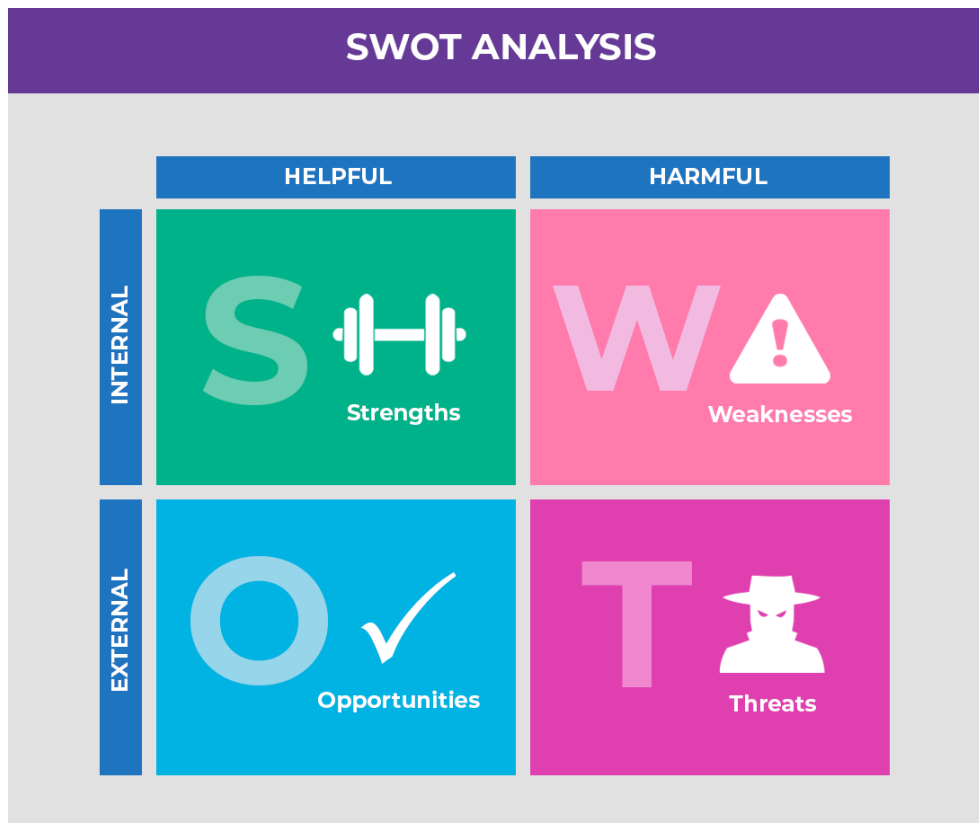 SWOT ANALYSIS
HELPFUL
HARMFUL
INTERNAL
S
Strengths
W
Weaknesses
EXTERNAL
O
Opportunities
T
Threats